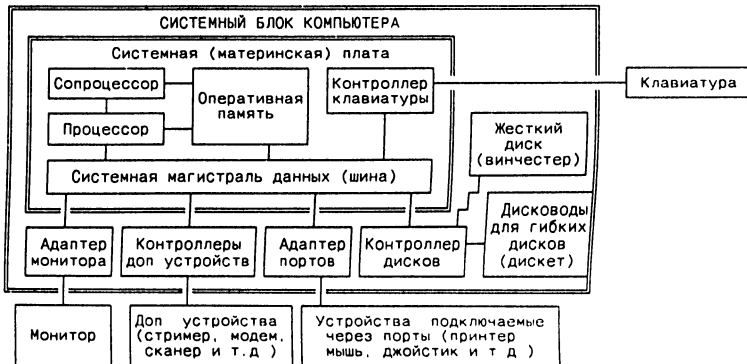 СИСТЕМНЫЙ БЛОК КОМПЬЮТЕРА
Системная (материнская) плата
Сопроцессор
Процессор
Оперативная
память
Контроллер
клавиатуры
Клавиатура
Жесткий
диск
(винчестер)
Системная магистраль данных (шина)
Дисководы
для гибких
дисков
(дискет)
Адаптер
монитора
Контроллеры
доп устройств
Адаптер
портов
Контроллер
дисков
Монитор
Доп устройства
(стример, модем,
сканер и т.д )
Устройства подключаемые
через порты (принтер
мышь, джойстик и т д )